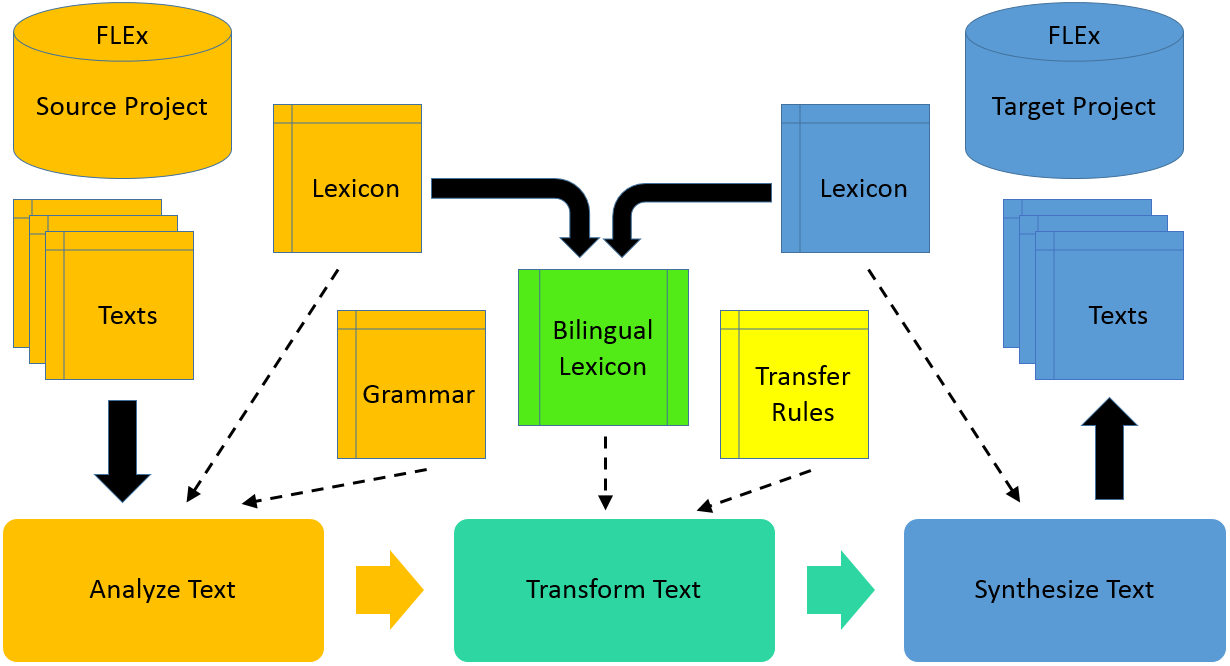 FLEx
Source Project
FLEx
Target Project
Lexicon
Lexicon
Texts
Texts
Bilingual
Lexicon
Grammar
Transfer
Rules
Analyze Text
Transform Text
Synthesize Text